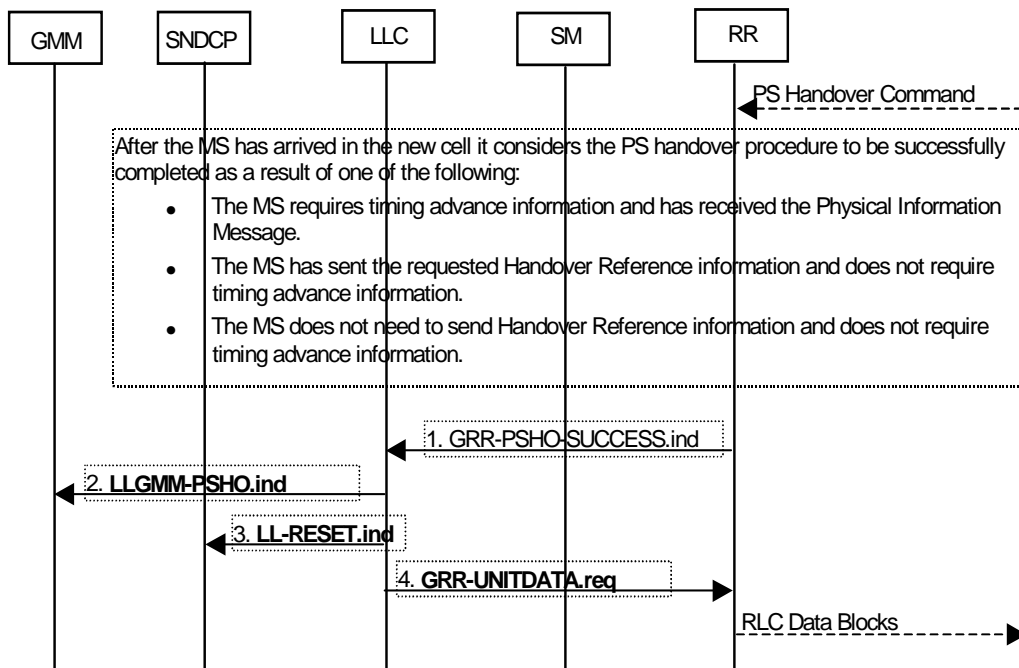 GMM
SNDCP
LLC
SM
RR
PS Handover Command
After the MS has arrived in the new cell it considers the PS handover procedure to be successfully
completed as a result of one of the following:
● The MS requires timing advance information and has received the Physical Information
Message.
● The MS has sent the requested Handover Reference information and does not require
timing advance information.
● The MS does not need to send Handover Reference information and does not require
timing advance information.
1. GRR-PSHO-SUCCESS.ind
2. LLGMM-PSHO.ind
3. LL-RESET.ind
4. GRR-UNITDATA.req
RLC Data Blocks